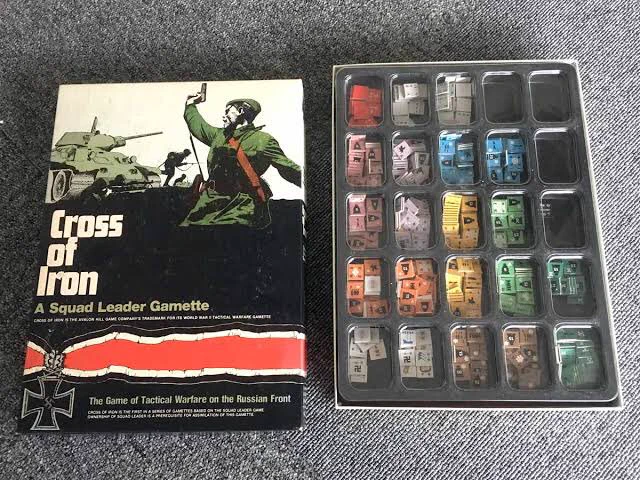 Cross
of
Iron
A Squad Leader Gamette
CROSS OF IRON IS THE AVALON HILL GAME COMPANY'S TRADEMARK FOR ITS WORLD WAR II TACTICAL WARFARE GAMETTE
The Game of Tactical Warfare on the Russian Front
CROSS OF IRON IS THE FIRST IN A SERIES OF GAMETTES BASED ON THE SQUAD LEADER GAME
OWNERSHIP OF SQUAD LEADER IS A PREREQUISITE FOR ASSIMILATION OF THIS GAMETTE.